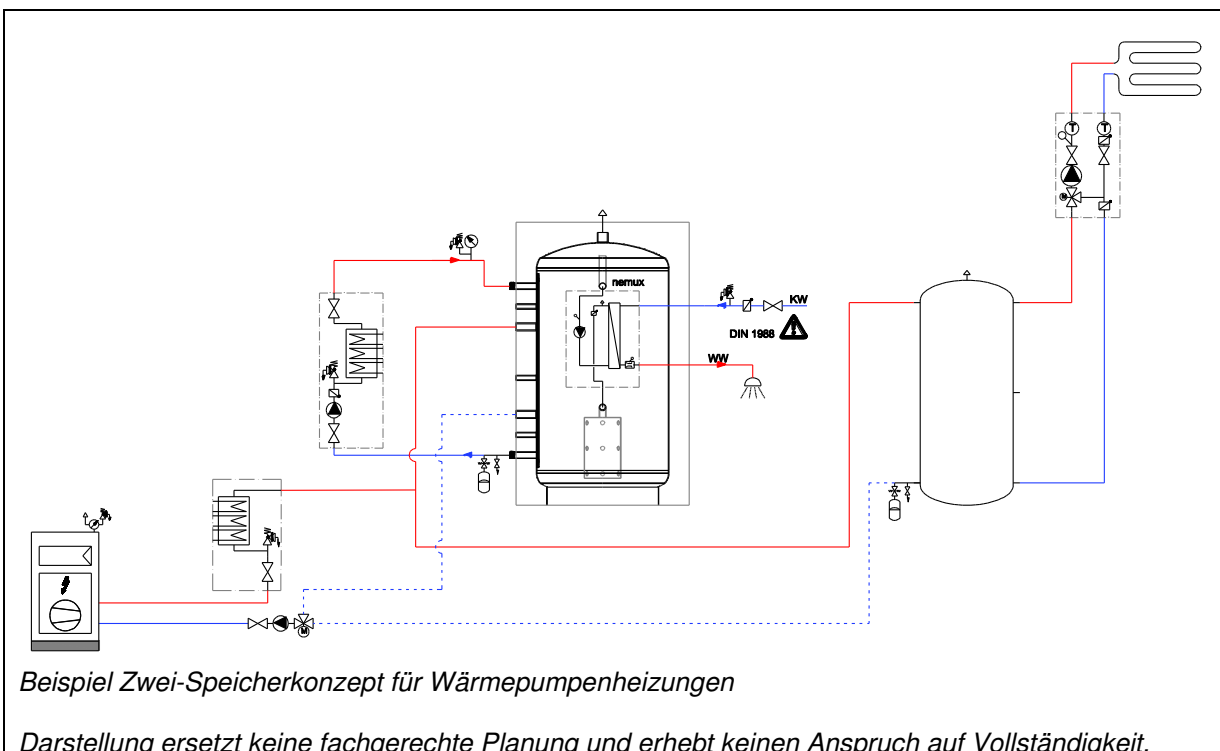 T T
M
nemux
KW
DIN 1988
WW
M
Beispiel Zwei-Speicherkonzept für Wärmepumpenheizungen
Darstellung ersetzt keine fachgerechte Planung und erhebt keinen Anspruch auf Vollständigkeit.